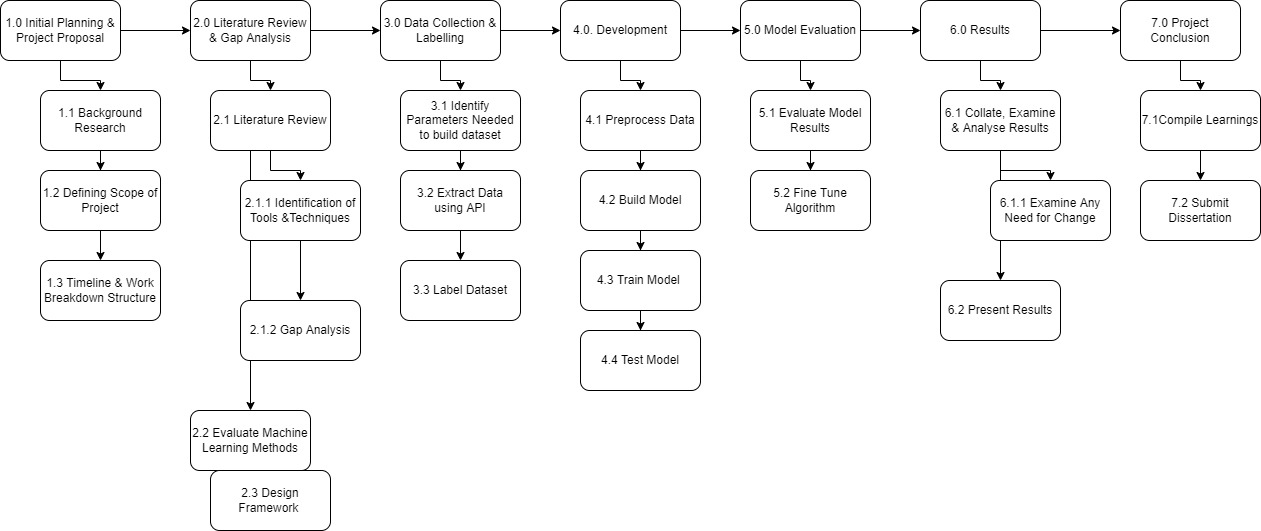 1.0 Initial Planning &
Project Proposal
2.0 Literature Review
& Gap Analysis
3.0 Data Collection &
Labelling
4.0. Development
5.0 Model Evaluation
6.0 Results
7.0 Project
Conclusion
1.1 Background
Research
1.2 Defining Scope of
Project
1.3 Timeline & Work
Breakdown Structure
2.1 Literature Review
2.1.1 Identification of
Tools &Techniques
2.1.2 Gap Analysis
2.2 Evaluate Machine
Learning Methods
2.3 Design
Framework
3.1 Identify
Parameters Needed
to build dataset
3.2 Extract Data
using API
3.3 Label Dataset
4.1 Preprocess Data
4.2 Build Model
4.3 Train Model
4.4 Test Model
5.1 Evaluate Model
Results
5.2 Fine Tune
Algorithm
6.1 Collate, Examine
& Analyse Results
6.1.1 Examine Any
Need for Change
6.2 Present Results
7.1Compile Learnings
7.2 Submit
Dissertation